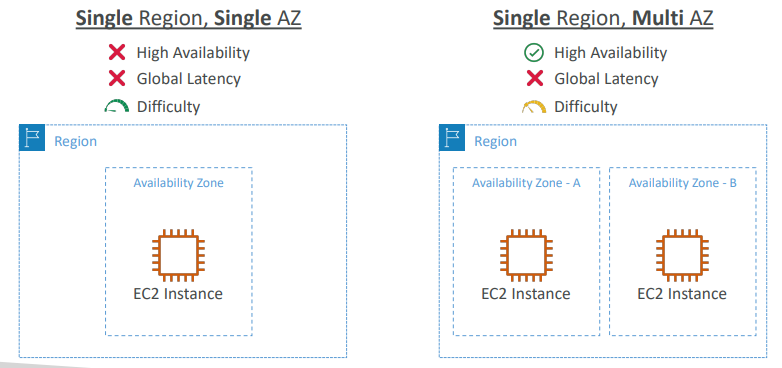 Single Region, Single AZ
High Availability
Global Latency
Difficulty
Region
Availability Zone
EC2 Instance
Single Region, Multi AZ
High Availability
Global Latency
Difficulty
Region
Availability Zone - A
EC2 Instance
Availability Zone - B
EC2 Instance